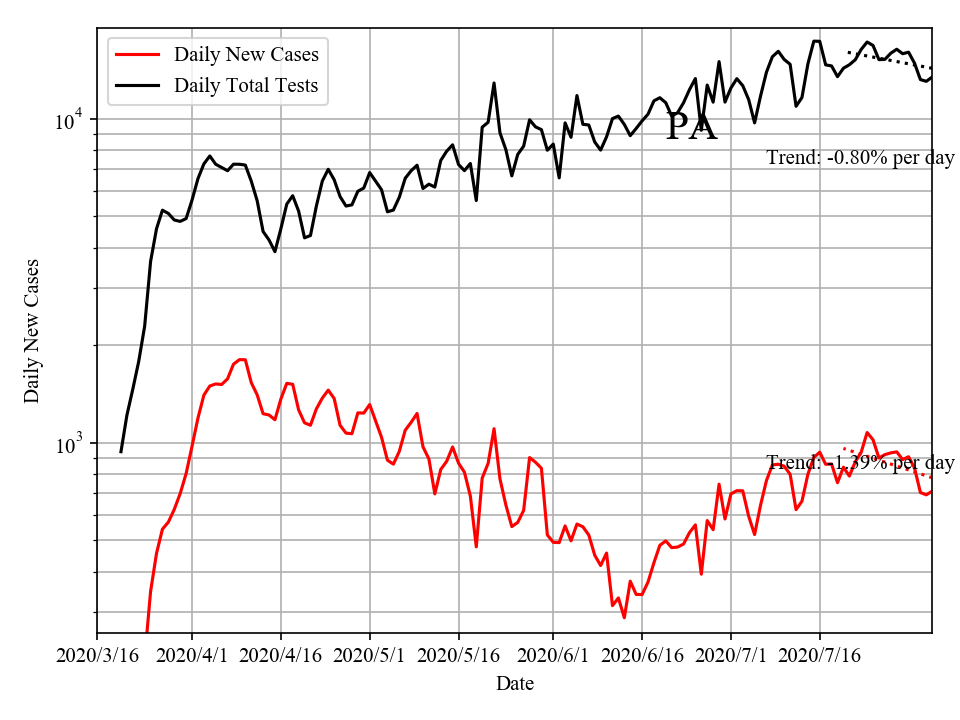 Daily New Cases
Daily Total Tests
10^4
PA
Trend: -0.80% per day
Daily New Cases
10^3
Trend: -1.39% per day
2020/3/16 2020/4/1 2020/4/16 2020/5/1 2020/5/16 2020/6/1 2020/6/16 2020/7/1 2020/7/16
Date